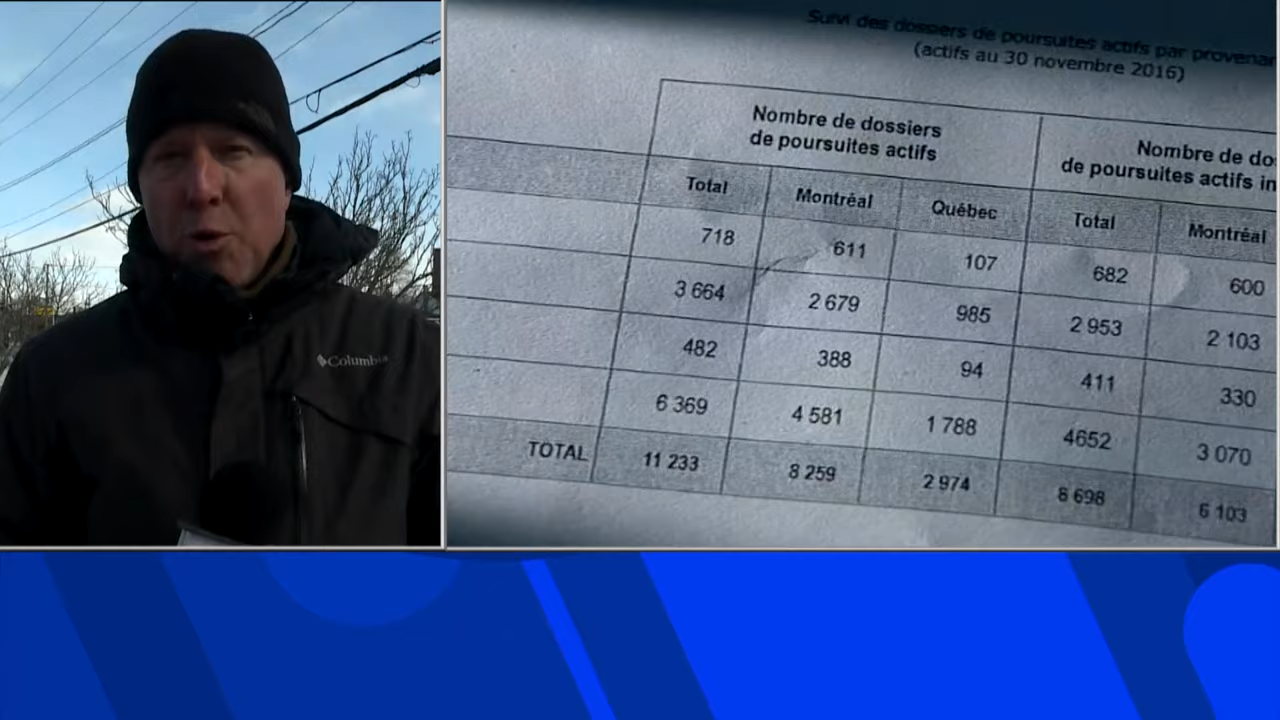 Columbia
Suivi des dossiers de poursuites actifs par
(actifs au 30 novembre 2016)
Nombre de dossiers
de poursuites actifs
Nombre de
de poursuites actifs
Total Montréal Québec Total Montréal
718 611 107 682 600
3 664 2 679 985 2 953 2 103
482 388 94 411 330
6 369 4 581 1 788 4652 3 070
TOTAL 11 233 8 259 2 974 8 698 6 103